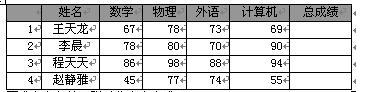 姓名 数学 物理 外语 计算机 总成绩
1 王天龙 67 78 73 69
2 李晨 78 80 70 90
3 程天天 86 98 88 94
4 赵静雅 45 77 74 55